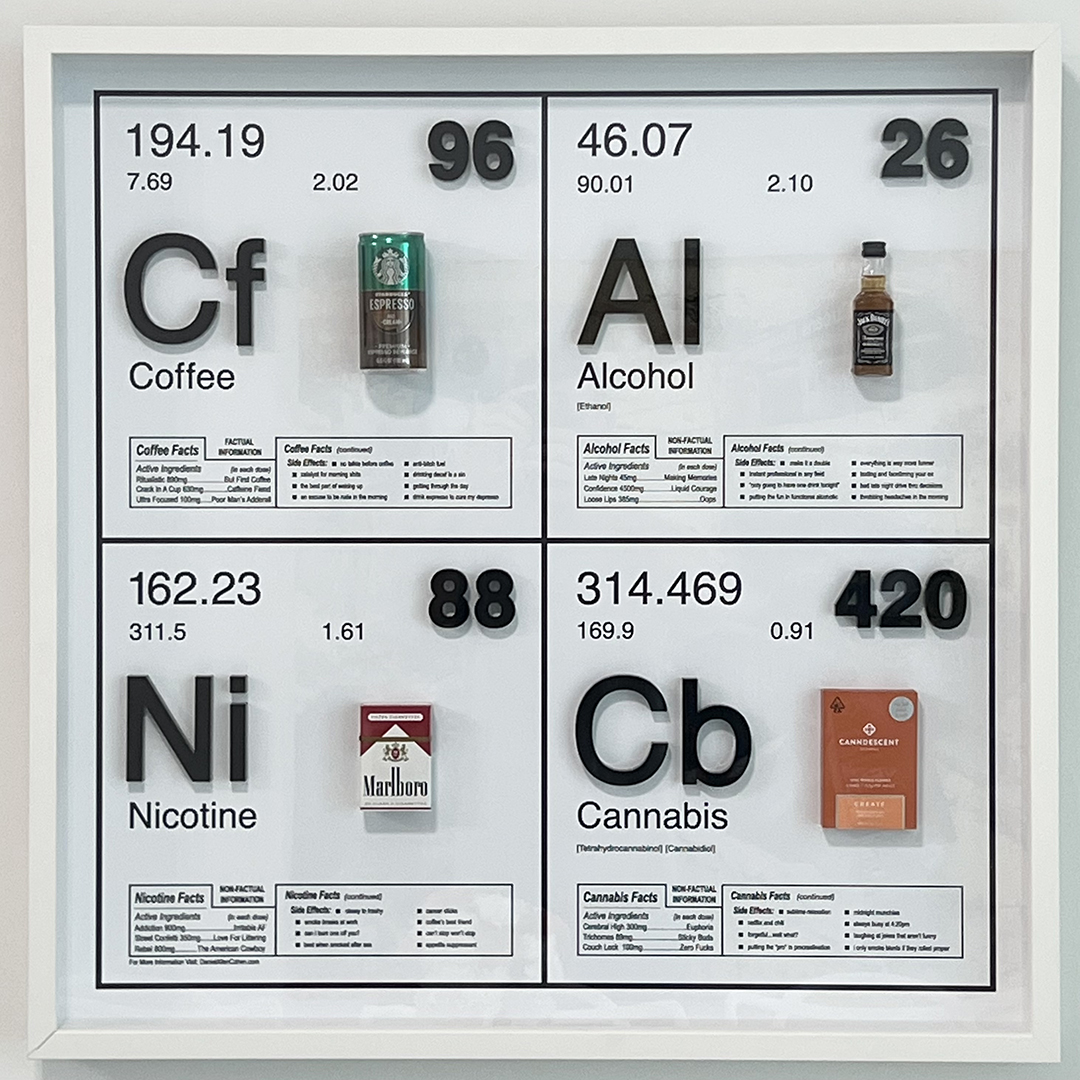 194.19
96
7.69
2.02
Cf
STARBUCKS
ESPRESSO
CREAM
Coffee
Coffee Facts
FACTUAL
INFORMATION
Active Ingredients (in each dose)
Ritualistic 890mg But First Coffee
Crack In A Cup 630mg Caffeine Fiend
Ultra Focused 100mg Poor Man's Adderall
Coffee Facts (continued)
Side Effects: ■ no talkie before coffee
■ catalyst for morning shits
■ the best part of waking up
■ an excuse to be rude in the morning
■ anti-bitch fuel
■ drinking decaf is a sin
■ getting through the day
■ drink espresso to cure my depresso
46.07
26
90.01
2.10
Al
JACK DANIEL'S
Alcohol
[Ethanol]
Alcohol Facts
NON-FACTUAL
INFORMATION
Active Ingredients (in each dose)
Late Nights 45mg Making Memories
Confidence 4500mg Liquid Courage
Loose Lips 385mg Oops
Alcohol Facts (continued)
Side Effects: ■ make it a double
■ instant professional in any field
■ "only going to have one drink tonight"
■ putting the fun in functional alcoholic
■ everything is way more funner
■ texting and facetiming your ex
■ bad late night drive thru decisions
■ throbbing headaches in the morning
162.23
88
311.5
1.61
Ni
Marlboro
Nicotine
Nicotine Facts
NON-FACTUAL
INFORMATION
Active Ingredients (in each dose)
Addiction 900mg Irritable AF
Street Confetti 350mg Love For Littering
Rebel 800mg The American Cowboy
For More Information Visit: DanielAllenCohen.com
Nicotine Facts (continued)
Side Effects: ■ classy to trashy
■ smoke breaks at work
■ can I bum one off you?
■ best when smoked after sex
■ cancer sticks
■ coffee's best friend
■ can't stop won't stop
■ appetite suppressant
314.469
420
169.9
0.91
Cb
CANNDESCENT
CREATE
Cannabis
[Tetrahydrocannabinol] [Cannabidiol]
Cannabis Facts
NON-FACTUAL
INFORMATION
Active Ingredients (in each dose)
Cerebral High 300mg Euphoria
Trichomes 89mg Sticky Buds
Couch Lock 100mg Zero Fucks
Cannabis Facts (continued)
Side Effects: ■ sublime relaxation
■ netflix and chill
■ forgetful...wait what?
■ putting the "pro" in procrastination
■ midnight munchies
■ always busy at 4:20pm
■ laughing at jokes that aren't funny
■ I only smoke blunts if they rolled proper